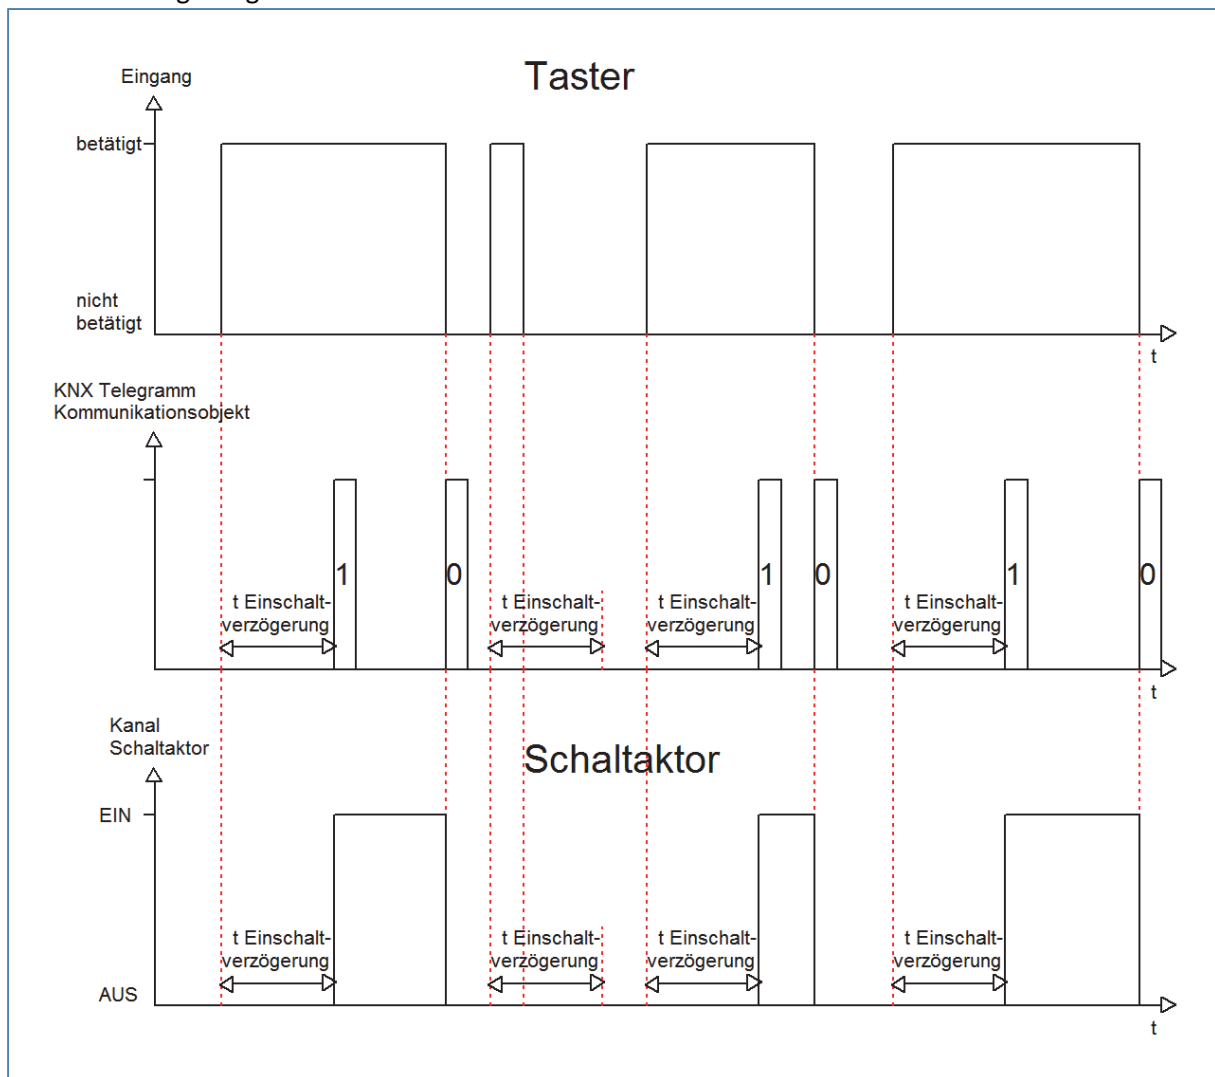 Taster
Eingang
betätigt
nicht
betätigt
t
KNX Telegramm
Kommunikationsobjekt
1
0
1
0
1
0
t Einschalt-
verzögerung
t Einschalt-
verzögerung
t Einschalt-
verzögerung
t Einschalt-
verzögerung
t
Kanal
Schaltaktor
Schaltaktor
EIN
t Einschalt-
verzögerung
t Einschalt-
verzögerung
t Einschalt-
verzögerung
t Einschalt-
verzögerung
AUS
t